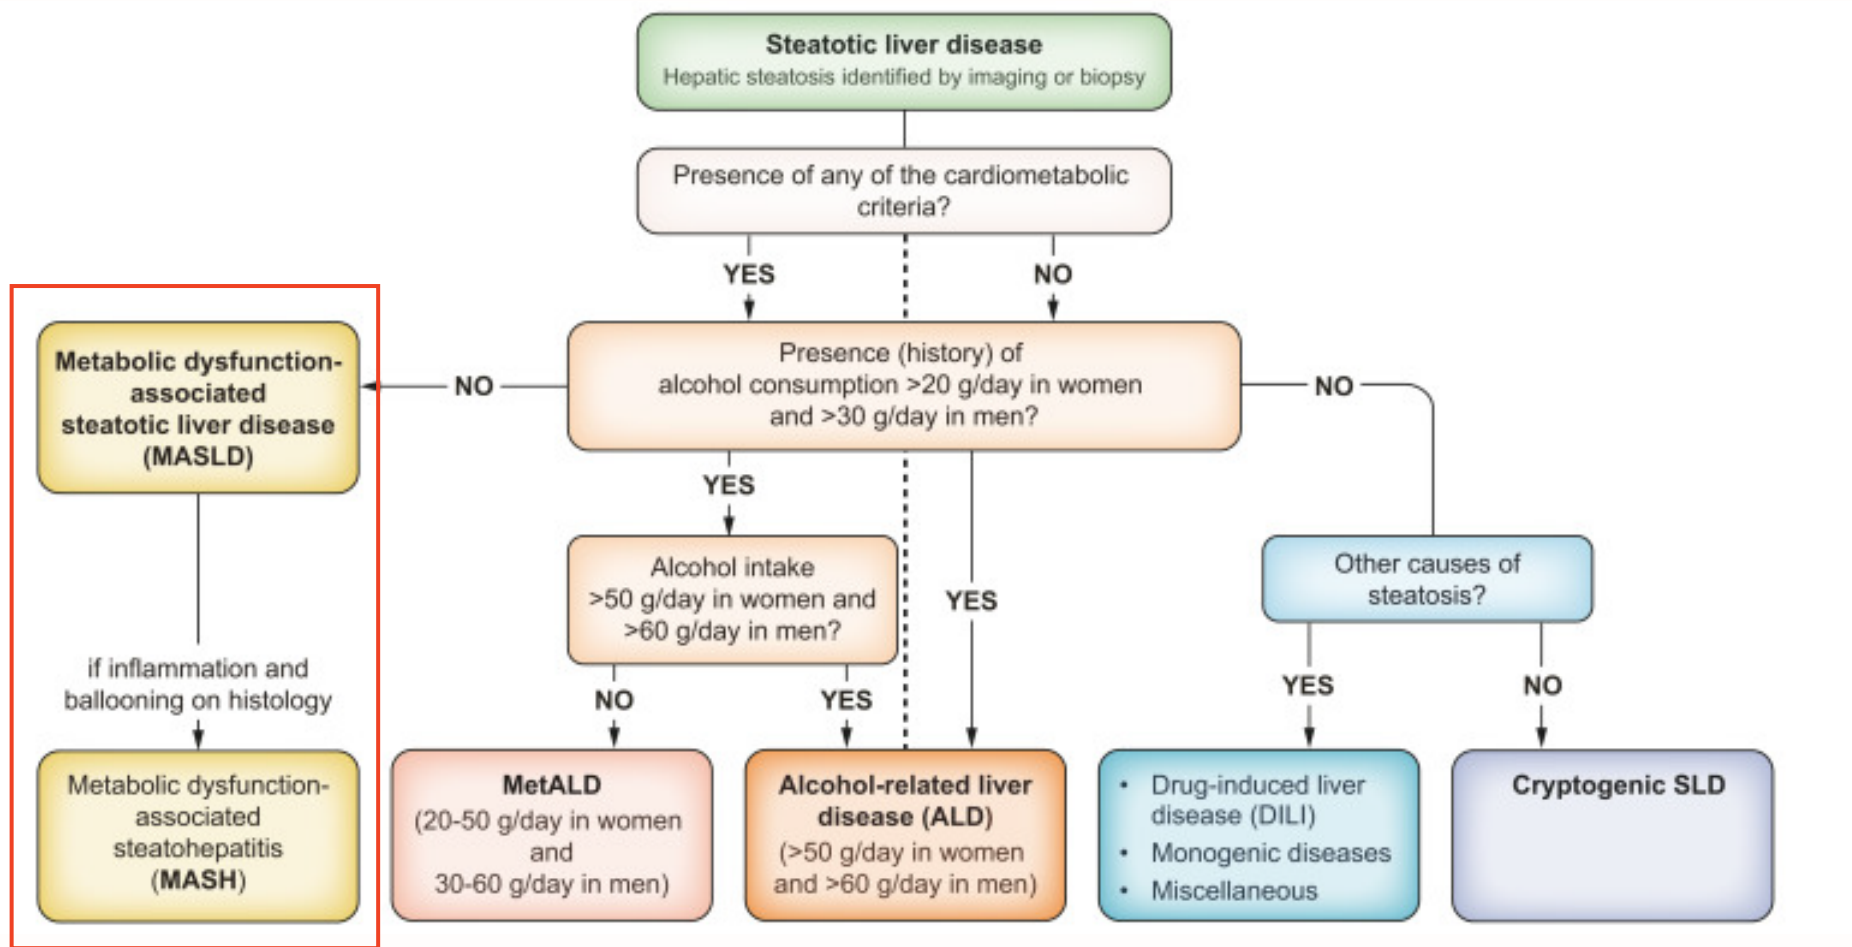 Steatotic liver disease
Hepatic steatosis identified by imaging or biopsy
Presence of any of the cardiometabolic
criteria?
YES
NO
Presence (history) of
alcohol consumption >20 g/day in women
and >30 g/day in men?
NO
NO
Metabolic dysfunction-
associated
steatotic liver disease
(MASLD)
YES
Alcohol intake
>50 g/day in women and
>60 g/day in men?
YES
Other causes of
steatosis?
if inflammation and
ballooning on histology
NO
YES
YES
NO
Metabolic dysfunction-
associated
steatohepatitis
(MASH)
MetALD
(20-50 g/day in women
and
30-60 g/day in men)
Alcohol-related liver
disease (ALD)
(>50 g/day in women
and >60 g/day in men)
• Drug-induced liver
disease (DILI)
• Monogenic diseases
• Miscellaneous
Cryptogenic SLD